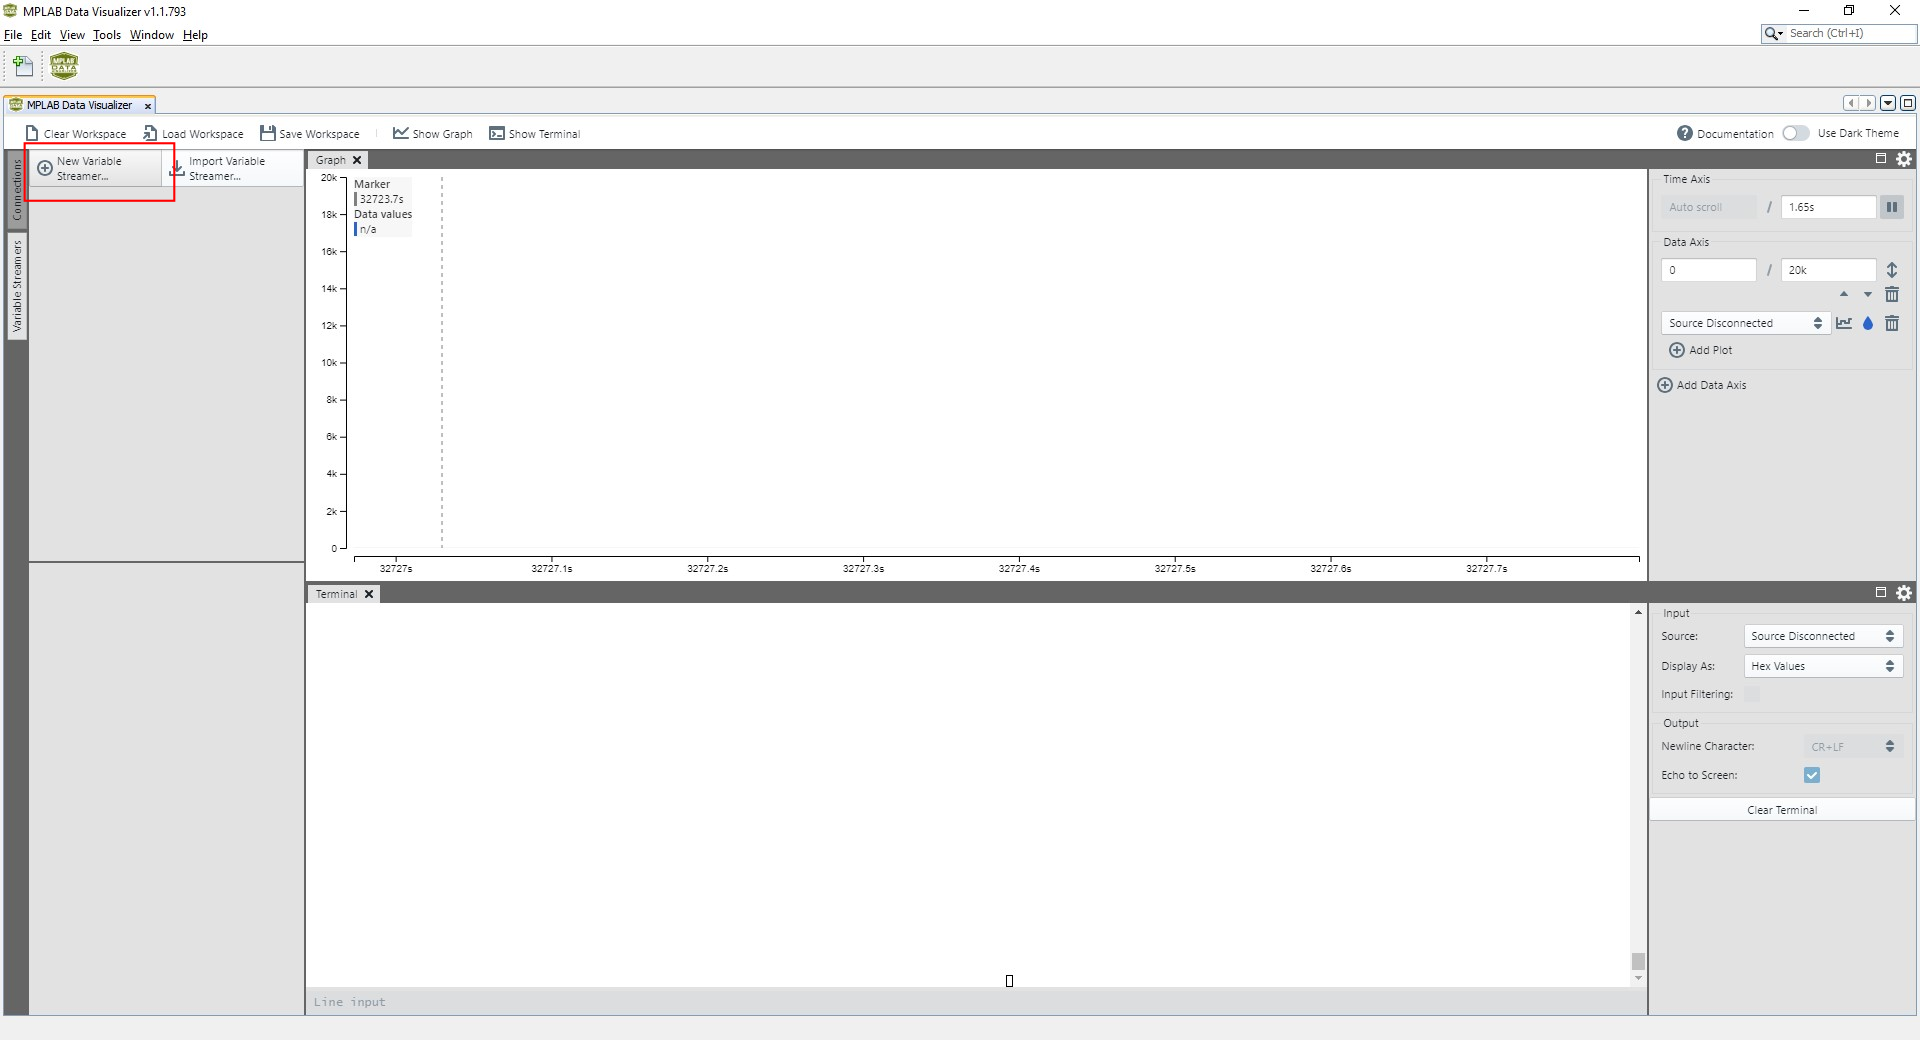 MPLAB Data Visualizer v1.1.793
File Edit View Tools Window Help
Search (Ctrl+I)
MPLAB
DATA
MPLAB Data Visualizer
Clear Workspace Load Workspace Save Workspace Show Graph Show Terminal
Documentation Use Dark Theme
Connections
Variable Streamers
New Variable
Streamer...
Import Variable
Streamer...
Graph
20k
18k
16k
14k
12k
10k
8k
6k
4k
2k
0
Marker
32723.7s
Data values
n/a
32727s 32727.1s 32727.2s 32727.3s 32727.4s 32727.5s 32727.6s 32727.7s
Time Axis
Auto scroll / 1.65s
Data Axis
0 / 20k
Source Disconnected
Add Plot
Add Data Axis
Terminal
Line input
Input
Source: Source Disconnected
Display As: Hex Values
Input Filtering:
Output
Newline Character: CR+LF
Echo to Screen:
Clear Terminal